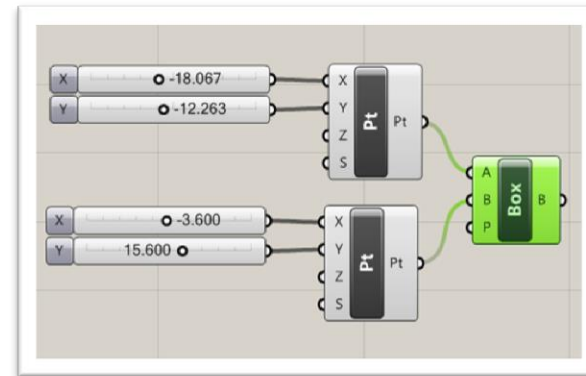 X -18.067
Y -12.263
X
Y
Z
S
Pt
Pt
A
B
P
Box
B
X -3.600
Y 15.600
X
Y
Z
S
Pt
Pt